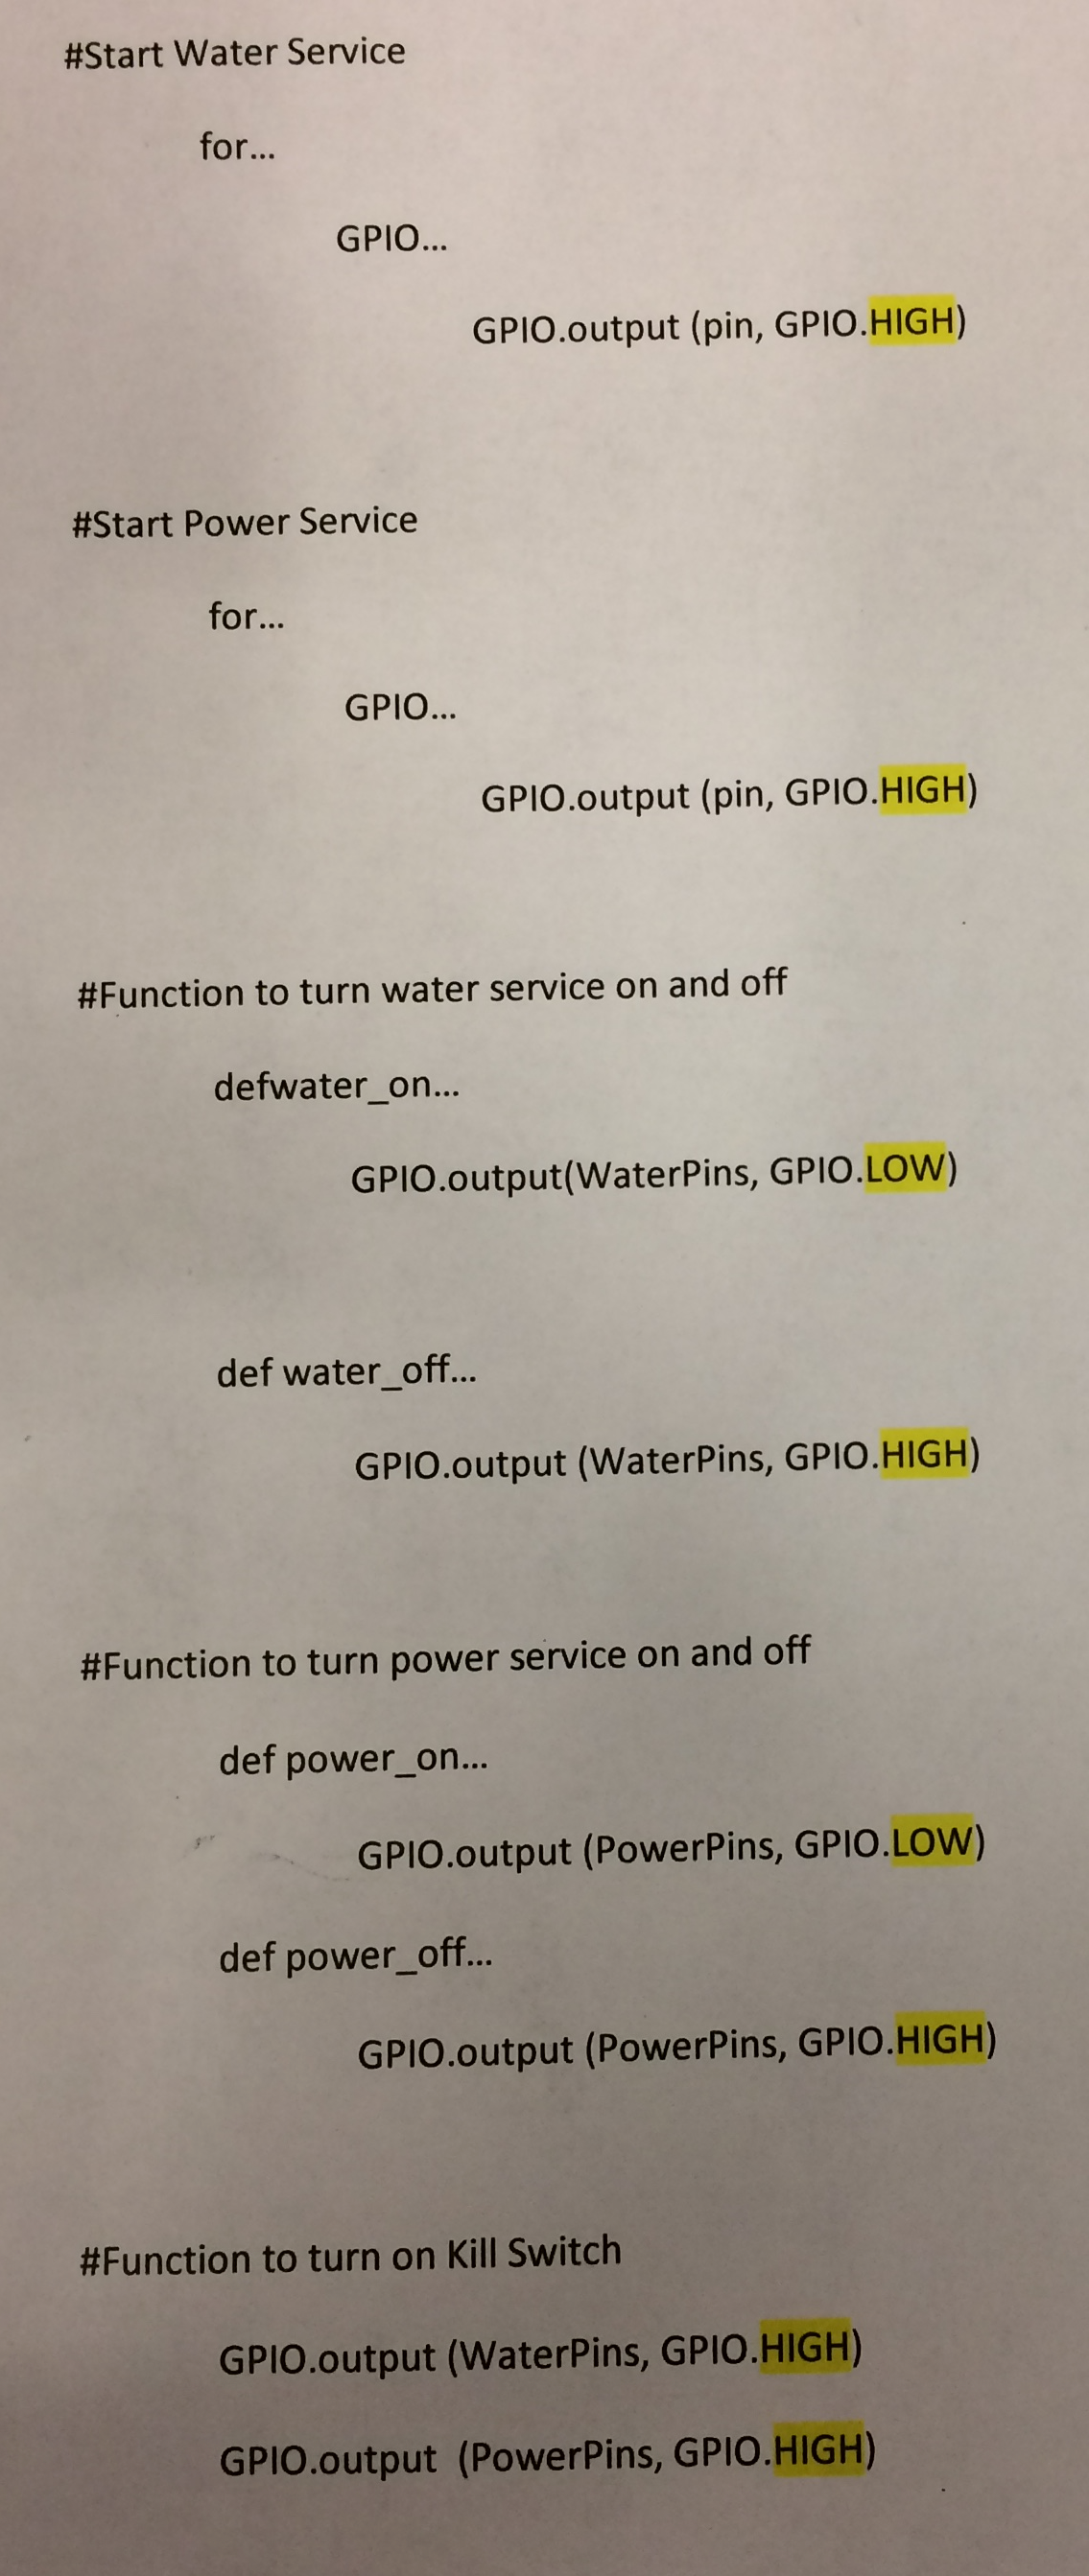 #Start Water Service
for...
GPIO...
GPIO.output (pin, GPIO.HIGH)
#Start Power Service
for...
GPIO...
GPIO.output (pin, GPIO.HIGH)
#Function to turn water service on and off
defwater_on...
GPIO.output(WaterPins, GPIO.LOW)
def water_off...
GPIO.output (WaterPins, GPIO.HIGH)
#Function to turn power service on and off
def power_on...
GPIO.output (PowerPins, GPIO.LOW)
def power_off...
GPIO.output (PowerPins, GPIO.HIGH)
#Function to turn on Kill Switch
GPIO.output (WaterPins, GPIO.HIGH)
GPIO.output  (PowerPins, GPIO.HIGH)